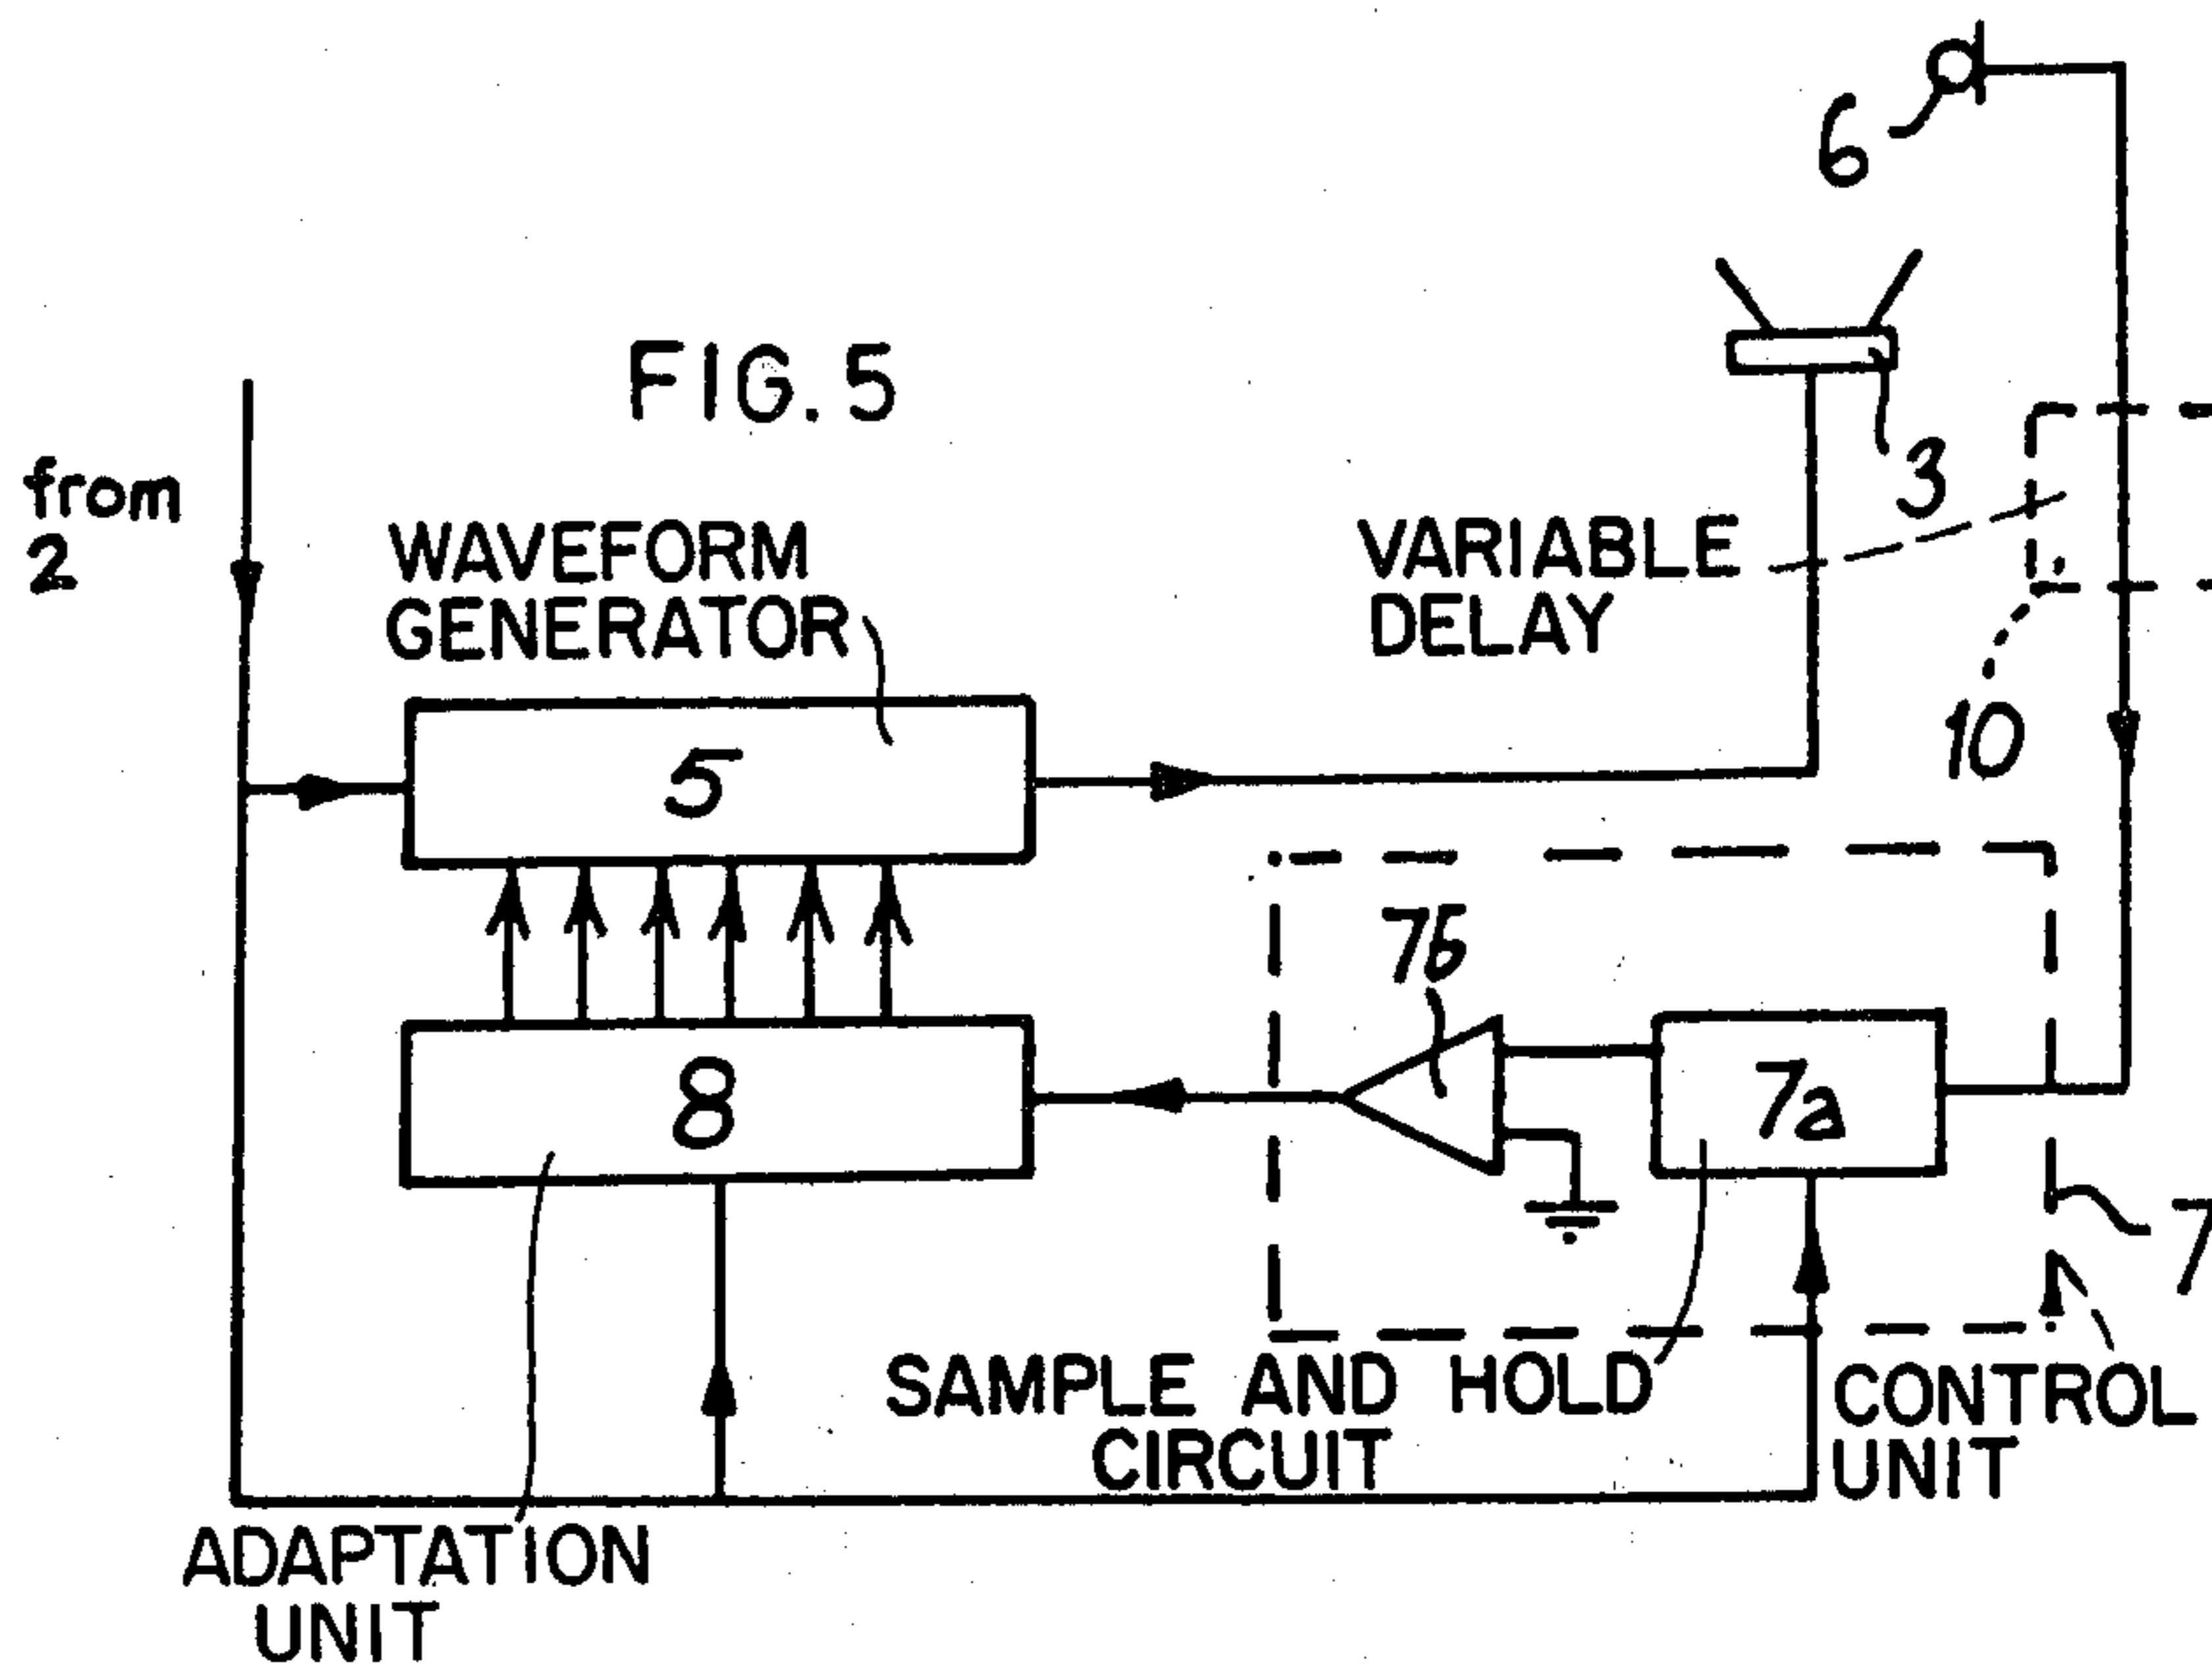 6
FIG. 5
from
2
3
WAVEFORM
GENERATOR
VARIABLE
DELAY
10
5
7b
8
7a
7
SAMPLE AND HOLD
CIRCUIT
CONTROL
UNIT
ADAPTATION
UNIT